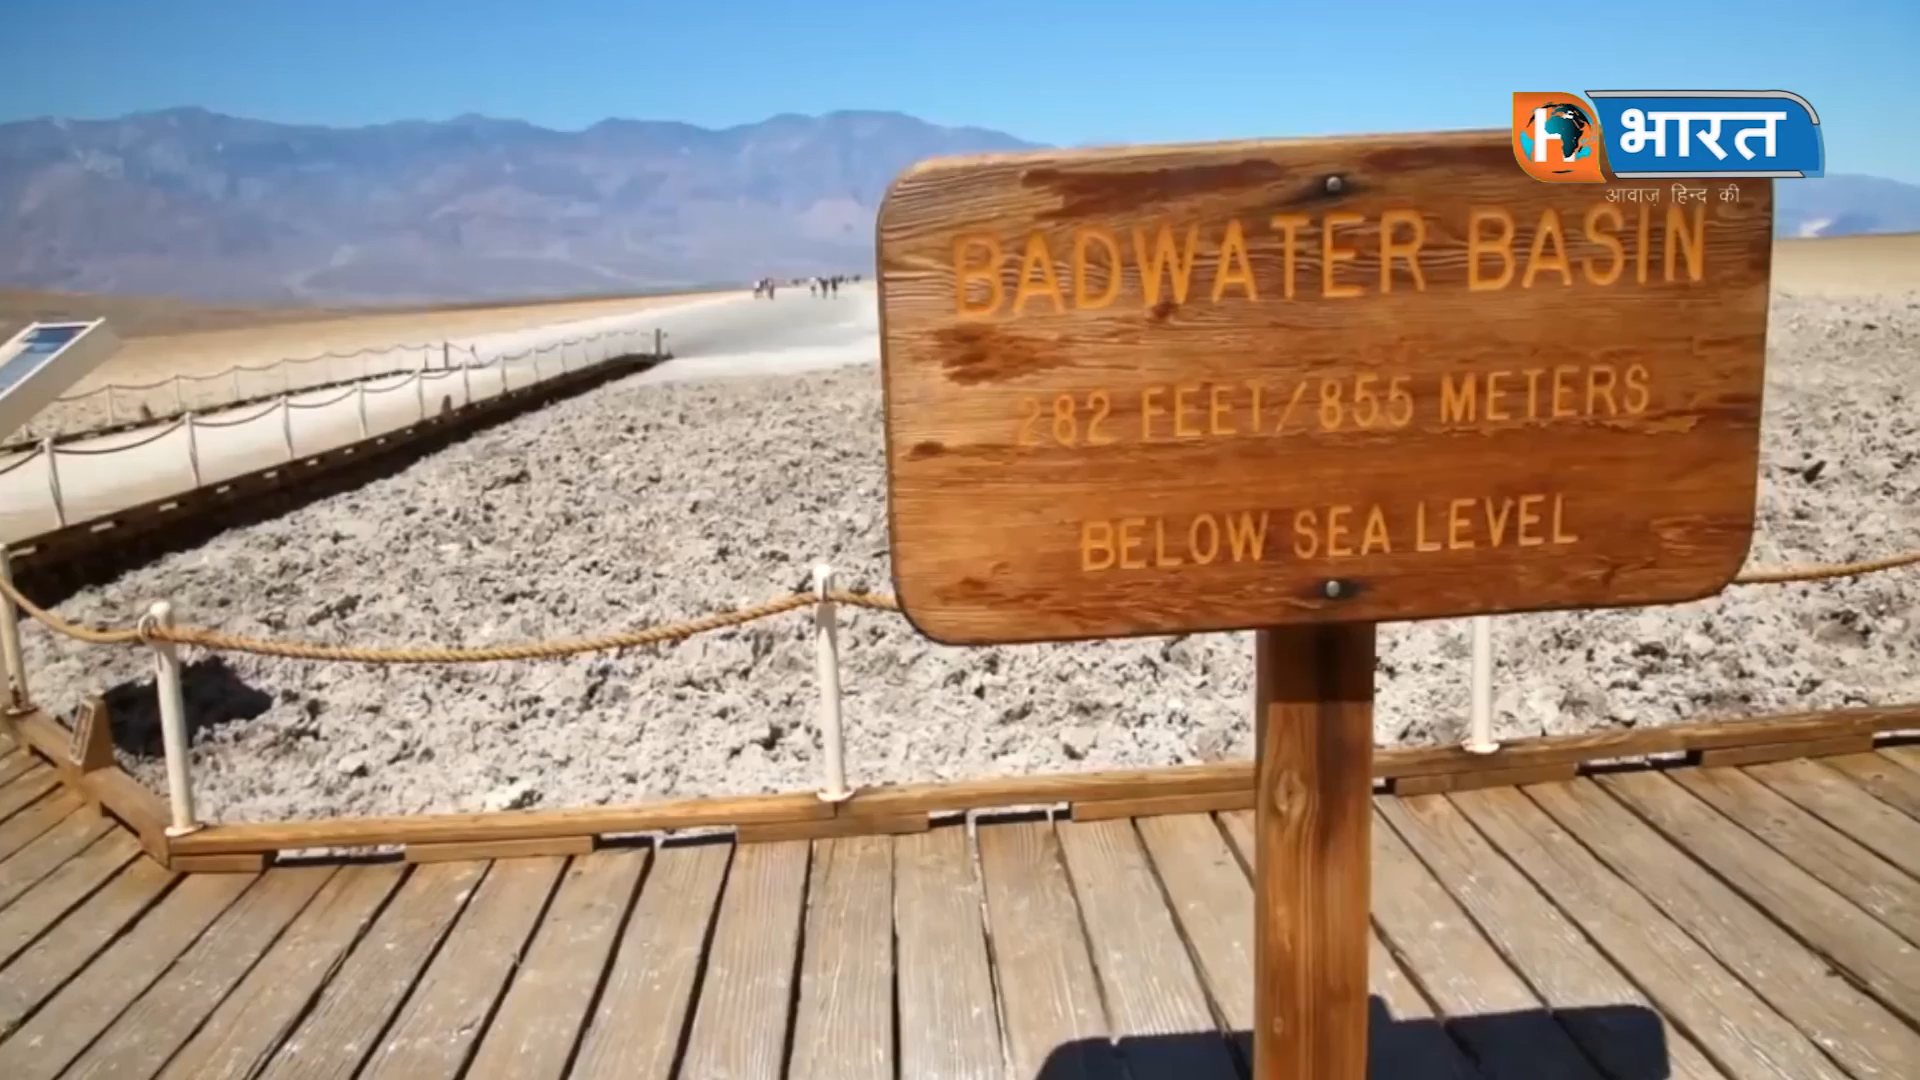 H भारत
आवाज़ हिन्द की
BADWATER BASIN
282 FEET/855 METERS
BELOW SEA LEVEL